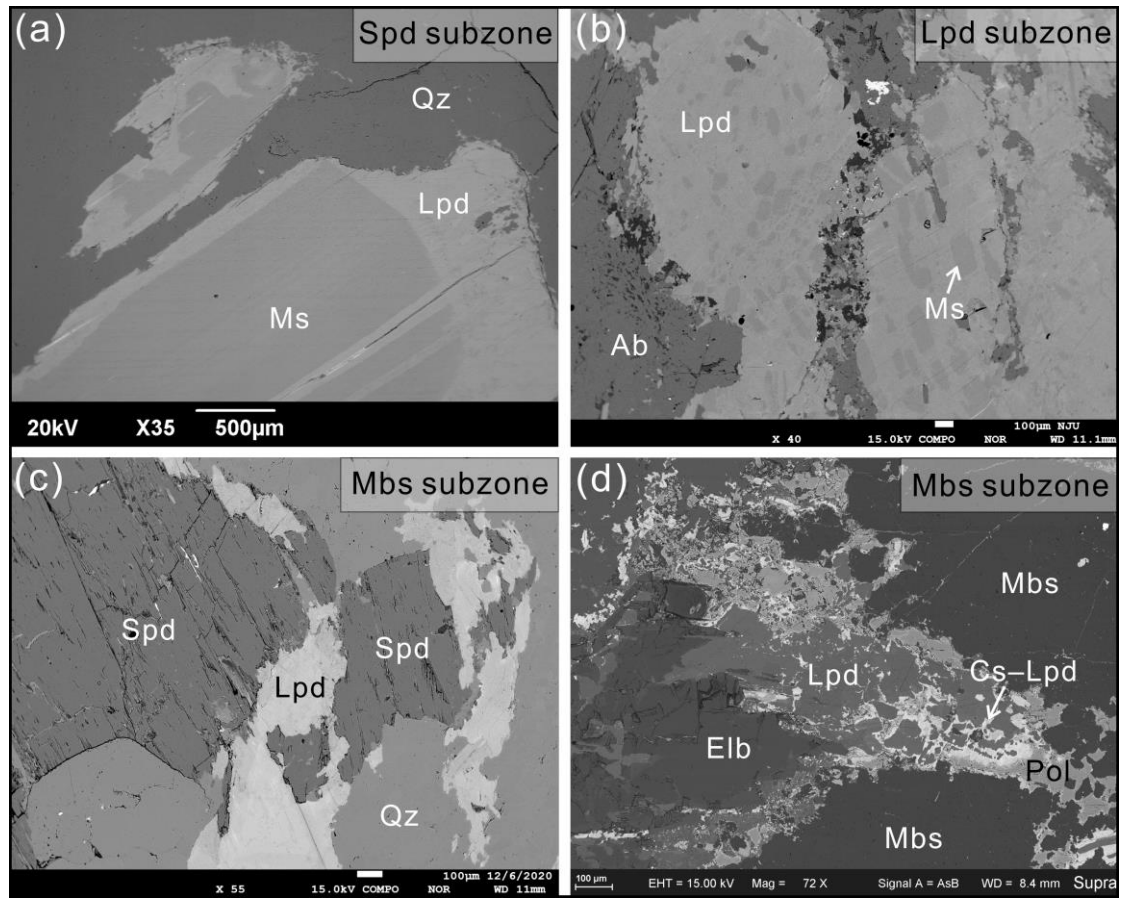 (a)
Spd subzone
Qz
Lpd
Ms
20kV X35 500µm
(b)
Lpd subzone
Lpd
Ms
Ab
100µm NJU
X 40 15.0kV COMPO NOR WD 11.1mm
(c)
Mbs subzone
Spd
Spd
Lpd
Qz
100µm 12/6/2020
X 55 15.0kV COMPO NOR WD 11mm
(d)
Mbs subzone
Mbs
Lpd
Cs–Lpd
Elb
Pol
Mbs
100 µm EHT = 15.00 kV Mag = 72 X Signal A = AsB WD = 8.4 mm Supra